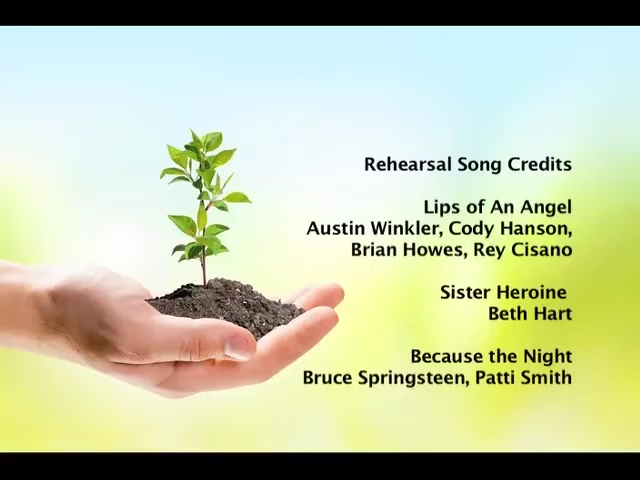 Rehearsal Song Credits
Lips of An Angel
Austin Winkler, Cody Hanson,
Brian Howes, Rey Cisano
Sister Heroine
Beth Hart
Because the Night
Bruce Springsteen, Patti Smith